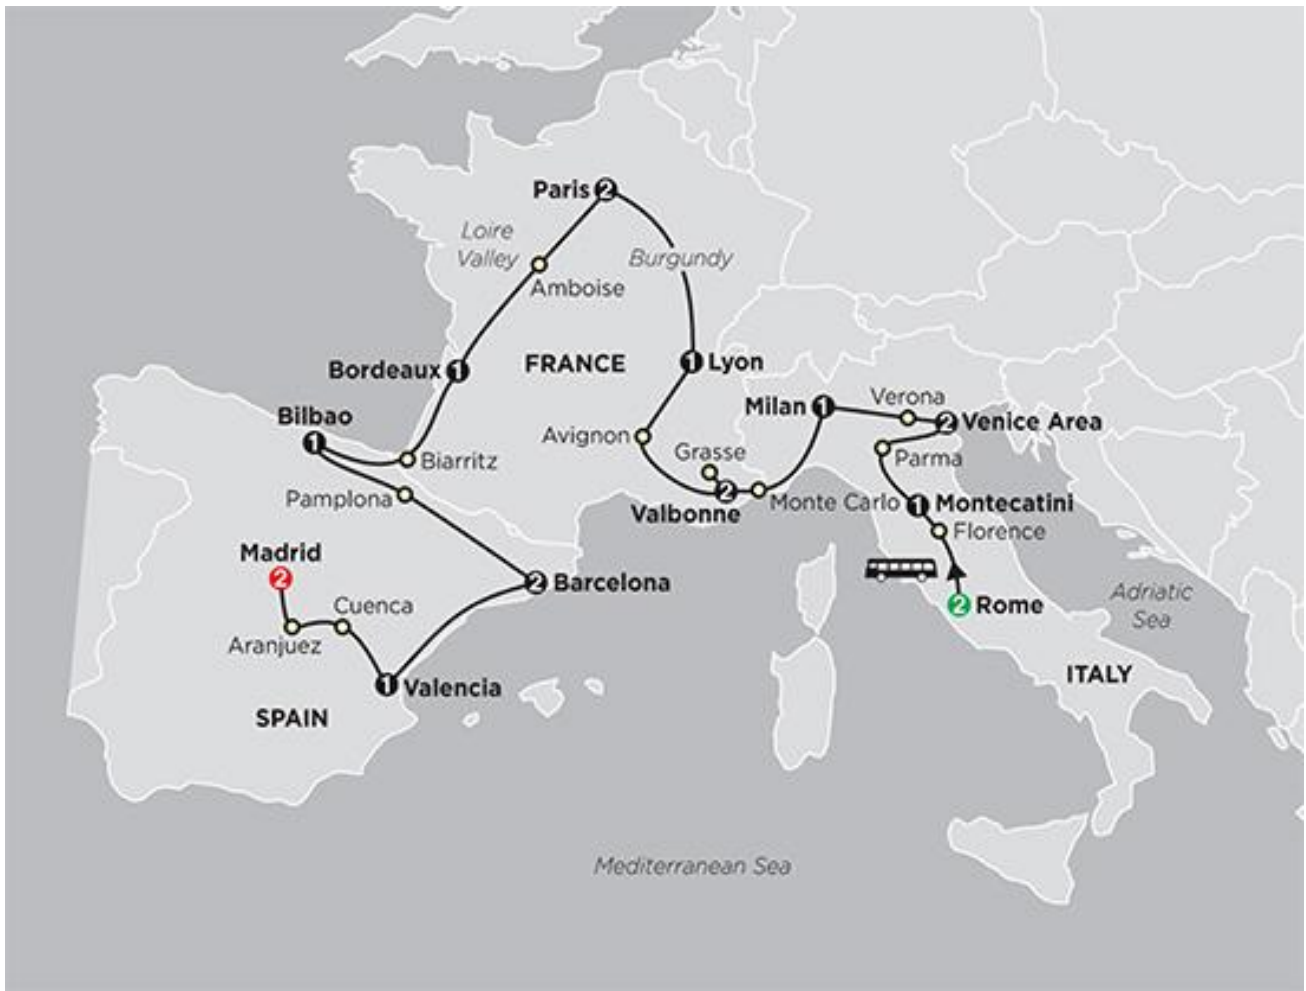 Paris 2
Loire
Valley
Burgundy
Amboise
Bordeaux 1
FRANCE
1 Lyon
Milan 1
Verona
2 Venice Area
Bilbao
1
Avignon
Grasse
Parma
Biarritz
2
Valbonne
Monte Carlo
1 Montecatini
Pamplona
Florence
Madrid
2
2 Barcelona
Cuenca
Aranjuez
2 Rome
Adriatic
Sea
1 Valencia
ITALY
SPAIN
Mediterranean Sea